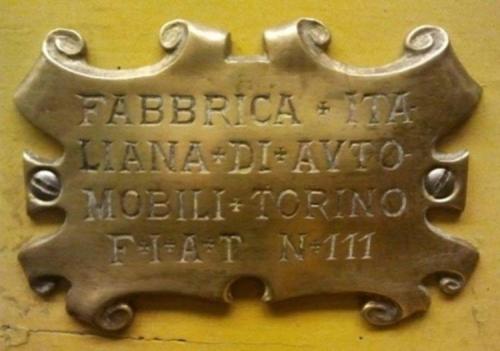 FABBRICA + ITA-
LIANA + DI + AVTO-
MOBILI + TORINO
F + I + A + T N + 111